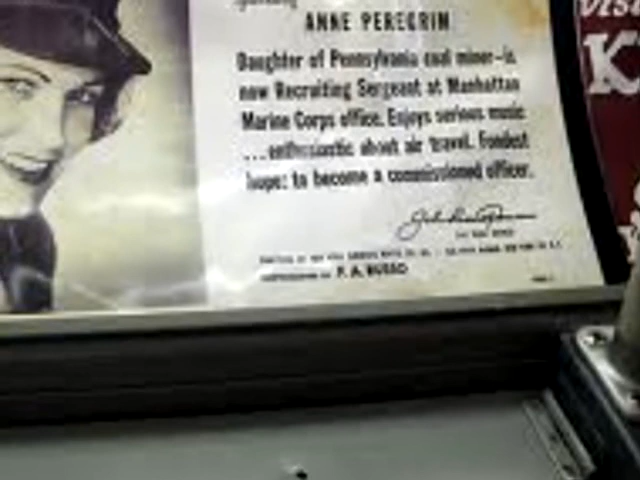 ANNE PEREGRIM
Daughter of Pennsylvania coal miner-is
now Recruiting Sergeant at Manhattan
Marine Corps office. Enjoys serious music
...enthusiastic about air travel. Fondest
hope: to become a commissioned officer.
F. A. RUSSO